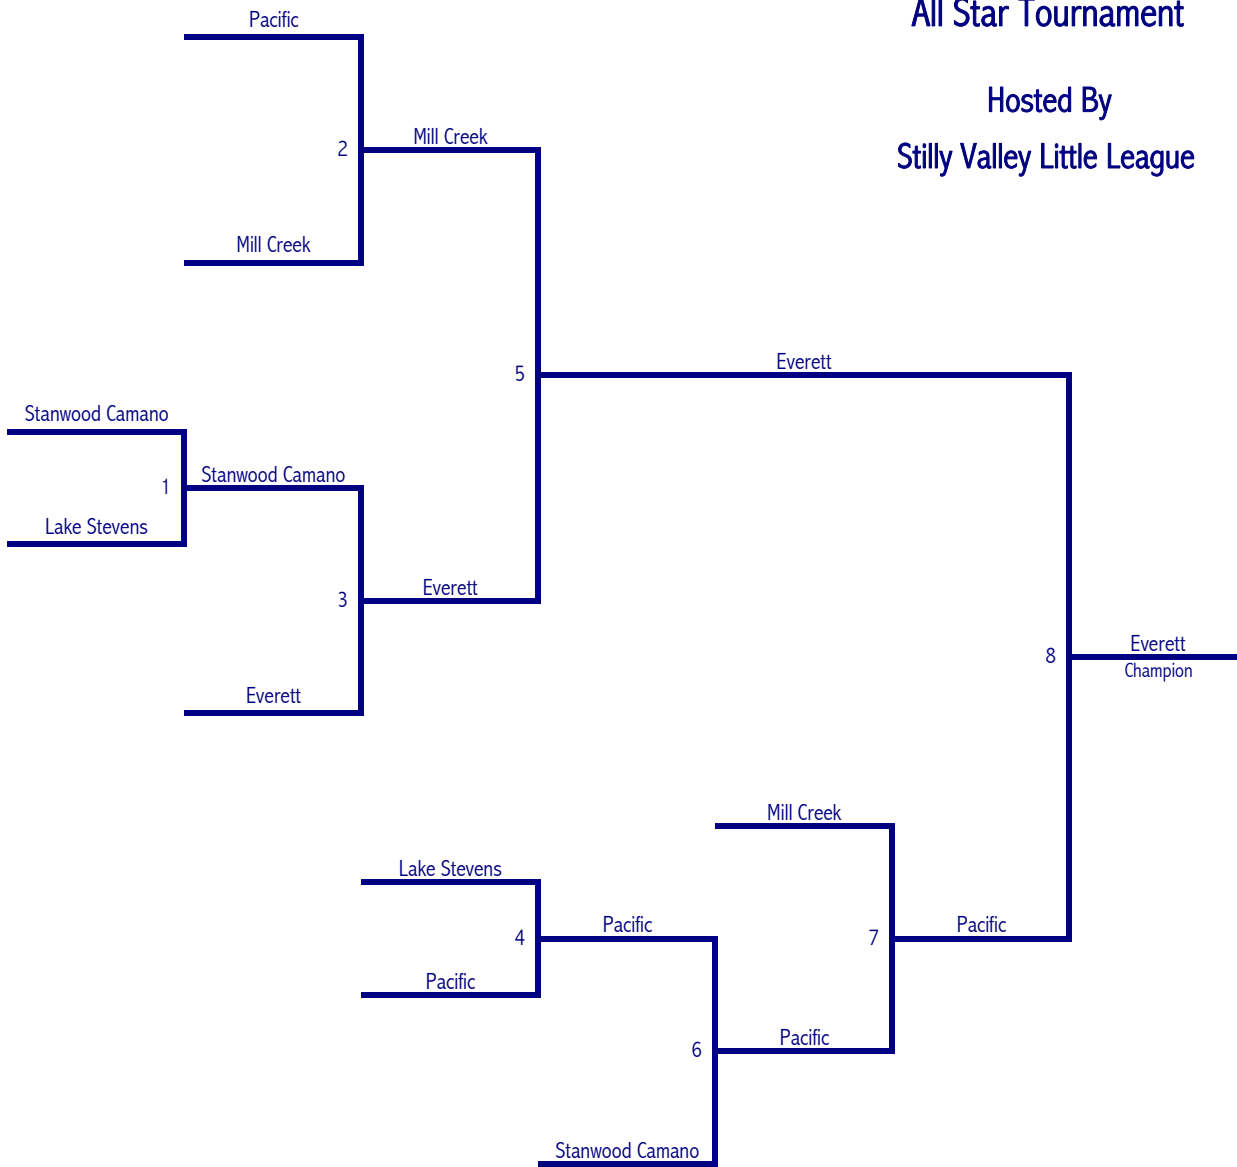 All Star Tournament
Pacific
Hosted By
2
Mill Creek
Stilly Valley Little League
Mill Creek
5
Everett
Stanwood Camano
1
Stanwood Camano
Lake Stevens
3
Everett
8
Everett
Champion
Everett
Mill Creek
Lake Stevens
4
Pacific
7
Pacific
Pacific
6
Pacific
Stanwood Camano